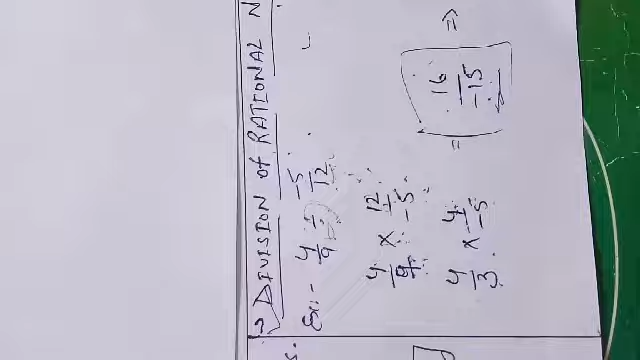 → DIVISION of RATIONAL N
Ex:- 4/9 ÷ -5/12
4/9 × 12/-5
4/3 × 4/-5 = 16/-15 ⇒